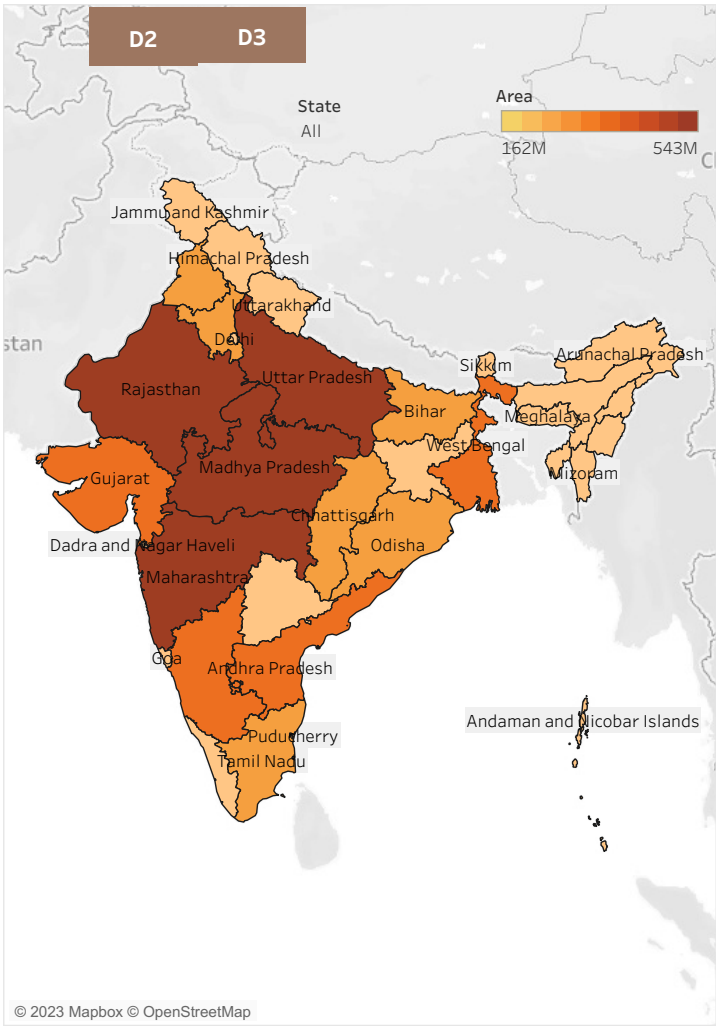 D2
D3
State
All
Area
162M
543M
Jammu and Kashmir
Himachal Pradesh
Uttarakhand
stan
Delhi
Arunachal Pradesh
Sikkim
Uttar Pradesh
Rajasthan
Bihar
Meghalaya
West Bengal
Madhya Pradesh
Mizoram
Gujarat
Chhattisgarh
Dadra and Nagar Haveli
Odisha
Maharashtra
Goa
Andhra Pradesh
Andaman and Nicobar Islands
Puducherry
Tamil Nadu
© 2023 Mapbox © OpenStreetMap